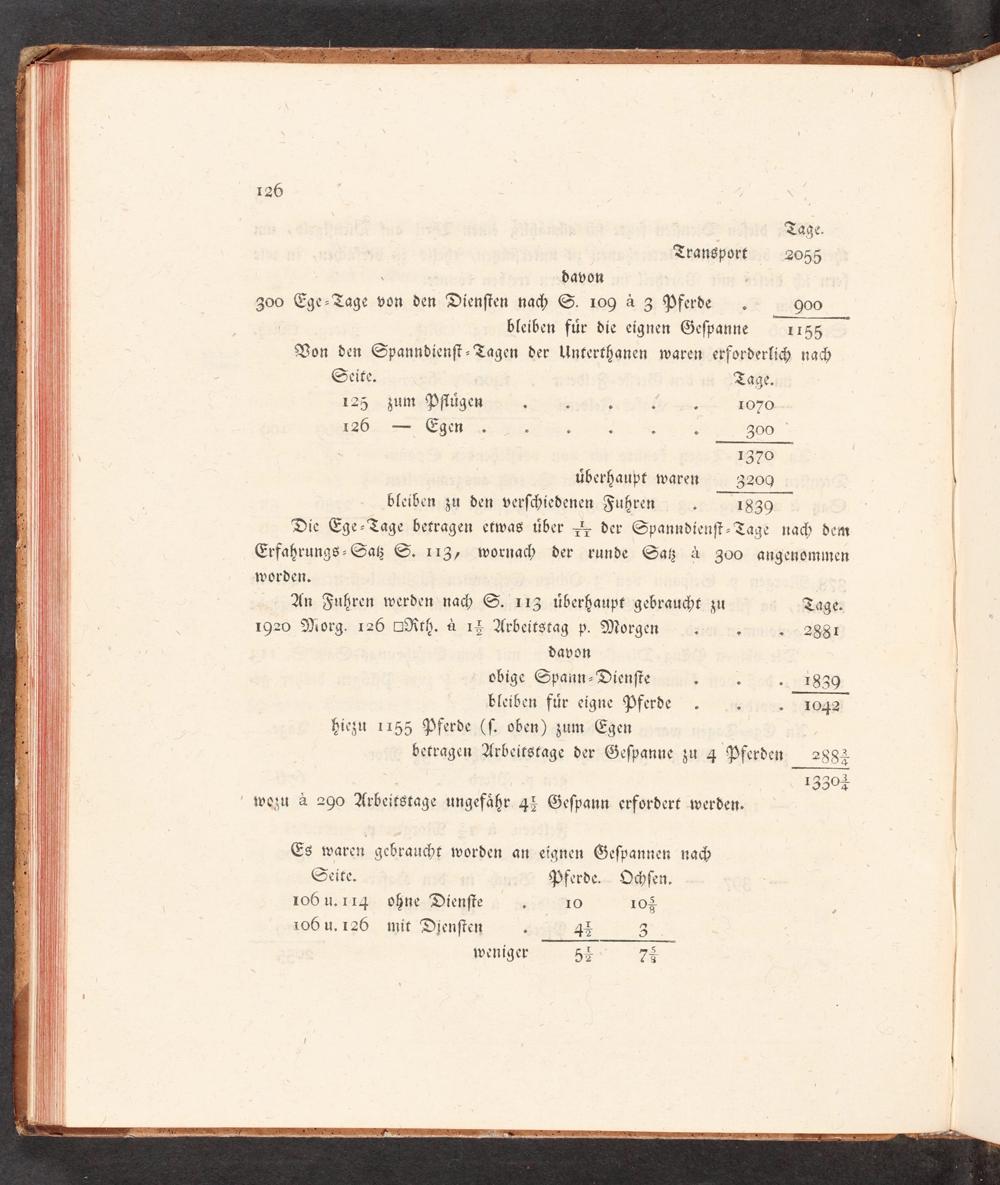 126
Tage.
Transport 2055
davon
300 Ege-Tage von den Diensten nach S. 109 à 3 Pferde . 900
bleiben für die eignen Gespanne 1155
Von den Spanndienst-Tagen der Unterthanen waren erforderlich nach
Seite. Tage.
125 zum Pflügen . . . . . 1070
126 — Egen . . . . . . 300
1370
überhaupt waren 3209
bleiben zu den verschiedenen Fuhren . 1839
Die Ege-Tage betragen etwas über 1/11 der Spanndienst-Tage nach dem
Erfahrungs-Satz S. 113, wornach der runde Satz à 300 angenommen
worden.
An Fuhren werden nach S. 113 überhaupt gebraucht zu Tage.
1920 Morg. 126 □Rth. à 1½ Arbeitstag p. Morgen . . . 2881
davon
obige Spann-Dienste . . . 1839
bleiben für eigne Pferde . . . 1042
hiezu 1155 Pferde (s. oben) zum Egen
betragen Arbeitstage der Gespanne zu 4 Pferden 288¾
1330¾
wozu à 290 Arbeitstage ungefähr 4½ Gespann erfordert werden.
Es waren gebraucht worden an eignen Gespannen nach
Seite. Pferde. Ochsen.
106 u. 114 ohne Dienste . 10 10⅝
106 u. 126 mit Diensten . 4½ 3
weniger 5½ 7⅝